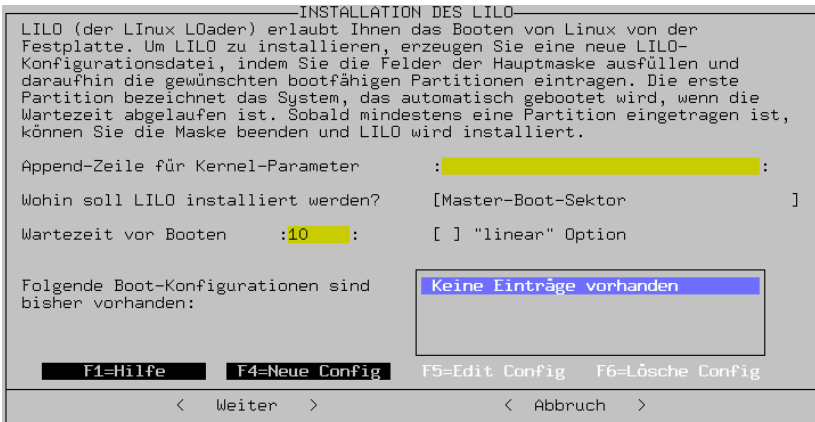 INSTALLATION DES LILO
LILO (der LInux LOader) erlaubt Ihnen das Booten von Linux von der
Festplatte. Um LILO zu installieren, erzeugen Sie eine neue LILO-
Konfigurationsdatei, indem Sie die Felder der Hauptmaske ausfüllen und
daraufhin die gewünschten bootfähigen Partitionen eintragen. Die erste
Partition bezeichnet das System, das automatisch gebootet wird, wenn die
Wartezeit abgelaufen ist. Sobald mindestens eine Partition eingetragen ist,
können Sie die Maske beenden und LILO wird installiert.
Append-Zeile für Kernel-Parameter : :
Wohin soll LILO installiert werden? [Master-Boot-Sektor ]
Wartezeit vor Booten :10 : [ ] "linear" Option
Folgende Boot-Konfigurationen sind
bisher vorhanden:
Keine Einträge vorhanden
F1=Hilfe F4=Neue Config F5=Edit Config F6=Lösche Config
< Weiter > < Abbruch >